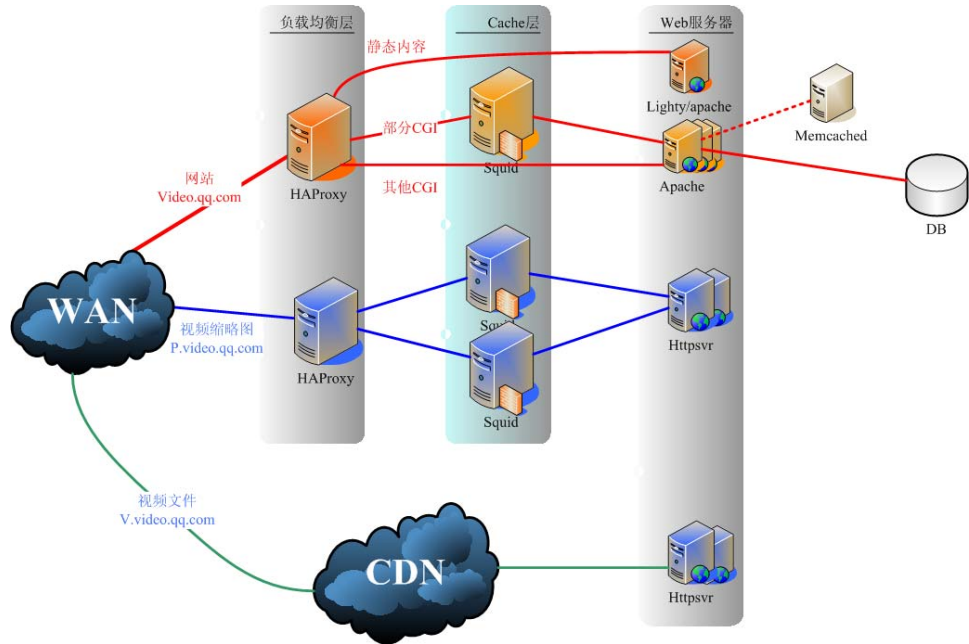 负载均衡层
Cache层
Web服务器
静态内容
Lighty/apache
Memcached
部分CGI
Squid
Apache
其他CGI
HAProxy
网站
Video.qq.com
DB
WAN
视频缩略图
P.video.qq.com
HAProxy
Squid
Httpsvr
Squid
视频文件
V.video.qq.com
CDN
Httpsvr